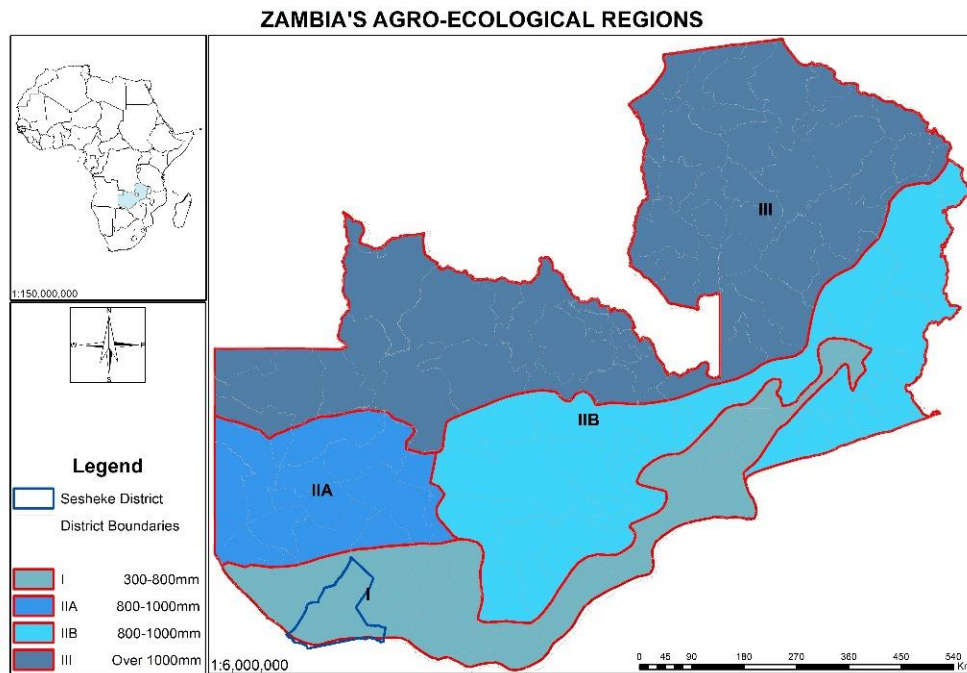 ZAMBIA'S AGRO-ECOLOGICAL REGIONS
1:150,000,000
N
W
S
Legend
Sesheke District
District Boundaries
I 300-800mm
IIA 800-1000mm
IIB 800-1000mm
III Over 1000mm
III
IIB
IIA
I
1:6,000,000
0 45 90 180 270 360 450 540